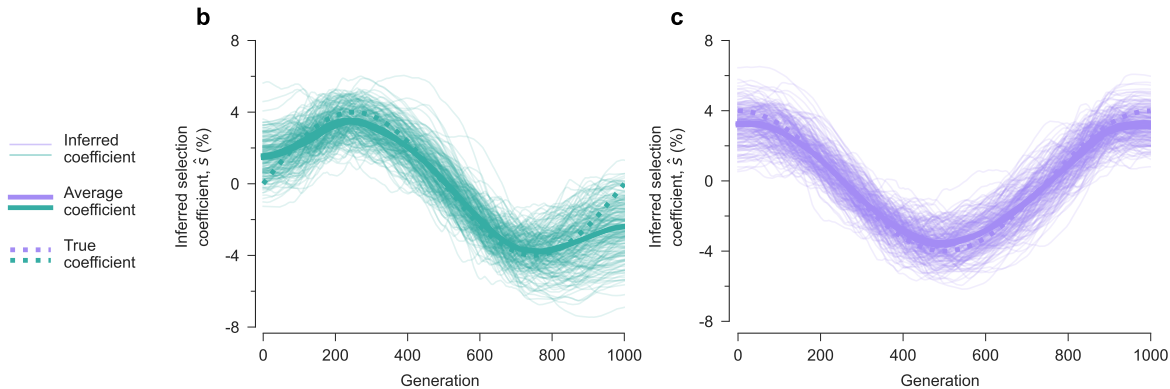 b
c
Inferred
coefficient
Average
coefficient
True
coefficient
Inferred selection
coefficient, ŝ (%)
8
4
0
-4
-8
0
200
400
600
800
1000
Generation
Inferred selection
coefficient, ŝ (%)
8
4
0
-4
-8
0
200
400
600
800
1000
Generation